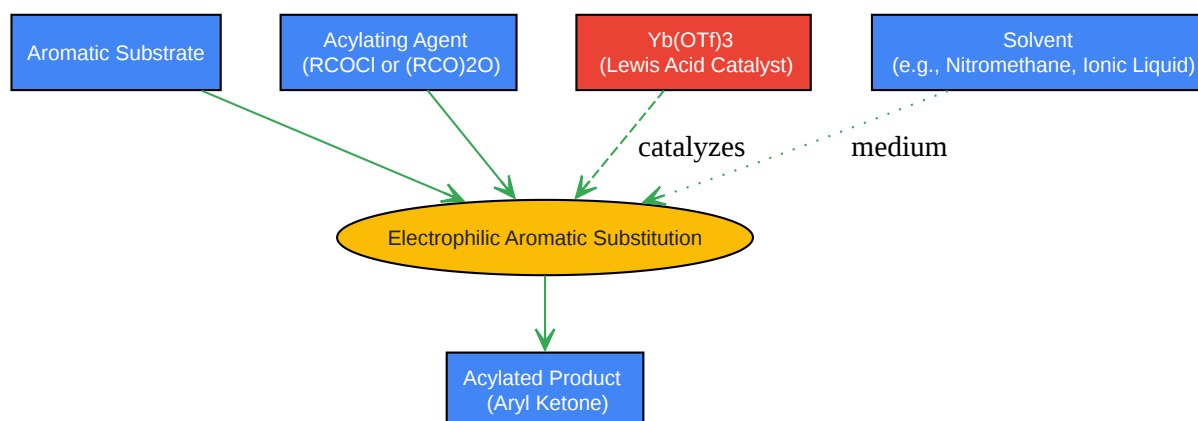 Aromatic Substrate
Acylating Agent
(RCOCl or (RCO)2O)
Yb(OTf)3
(Lewis Acid Catalyst)
Solvent
(e.g., Nitromethane, Ionic Liquid)
catalyzes
medium
Electrophilic Aromatic Substitution
Acylated Product
(Aryl Ketone)